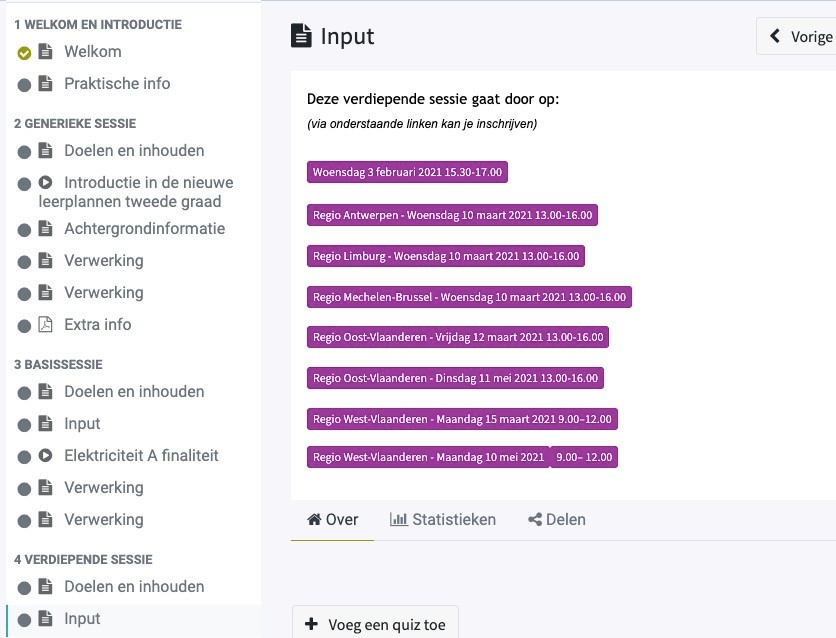 1 WELKOM EN INTRODUCTIE
Welkom
Praktische info
2 GENERIEKE SESSIE
Doelen en inhouden
Introductie in de nieuwe
leerplannen tweede graad
Achtergrondinformatie
Verwerking
Verwerking
Extra info
3 BASISSESSIE
Doelen en inhouden
Input
Elektriciteit A finaliteit
Verwerking
Verwerking
4 VERDIEPENDE SESSIE
Doelen en inhouden
Input
Input
Vorige
Deze verdiepende sessie gaat door op:
(via onderstaande linken kan je inschrijven)
Woensdag 3 februari 2021 15.30-17.00
Regio Antwerpen - Woensdag 10 maart 2021 13.00-16.00
Regio Limburg - Woensdag 10 maart 2021 13.00-16.00
Regio Mechelen-Brussel - Woensdag 10 maart 2021 13.00-16.00
Regio Oost-Vlaanderen - Vrijdag 12 maart 2021 13.00-16.00
Regio Oost-Vlaanderen - Dinsdag 11 mei 2021 13.00-16.00
Regio West-Vlaanderen - Maandag 15 maart 2021 9.00–12.00
Regio West-Vlaanderen - Maandag 10 mei 2021 9.00– 12.00
Over Statistieken Delen
Voeg een quiz toe